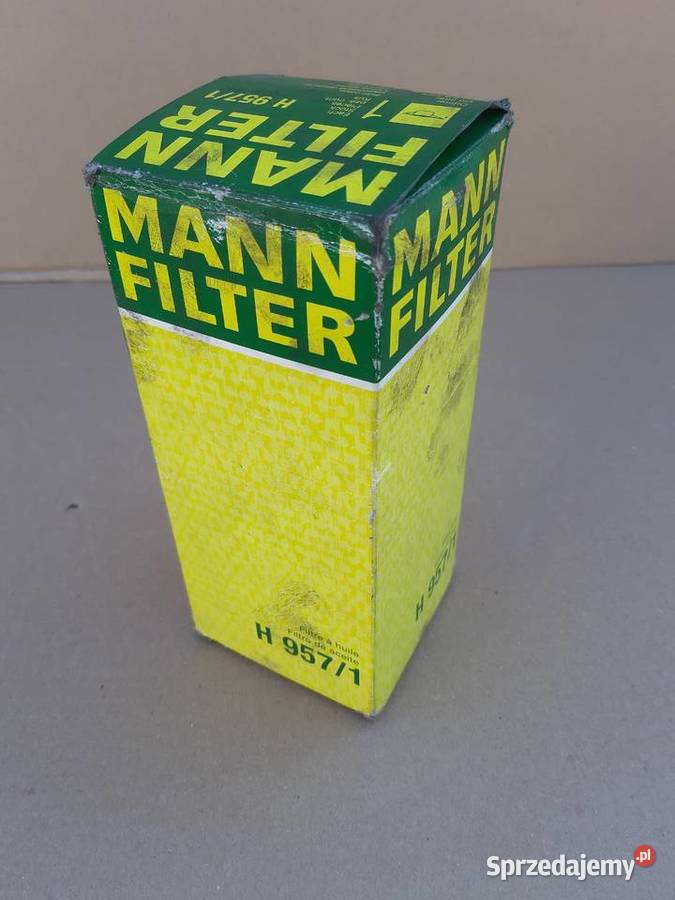 H 957/1
1
MANN
FILTER
MANN
FILTER
MANN
FILTER
Filtre à huile
Filtro de aceite
H 957/1
H 957/1
Sprzedajemy.pl